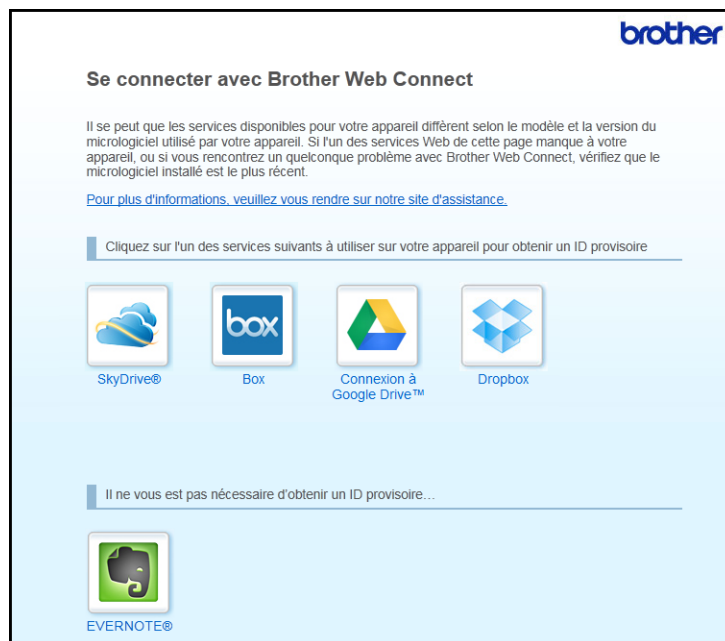 brother
Se connecter avec Brother Web Connect
Il se peut que les services disponibles pour votre appareil diffèrent selon le modèle et la version du
micrologiciel utilisé par votre appareil. Si l'un des services Web de cette page manque à votre
appareil, ou si vous rencontrez un quelconque problème avec Brother Web Connect, vérifiez que le
micrologiciel installé est le plus récent.
Pour plus d'informations, veuillez vous rendre sur notre site d'assistance.
Cliquez sur l'un des services suivants à utiliser sur votre appareil pour obtenir un ID provisoire
box
SkyDrive®
Box
Connexion à
Google Drive™
Dropbox
Il ne vous est pas nécessaire d'obtenir un ID provisoire…
EVERNOTE®